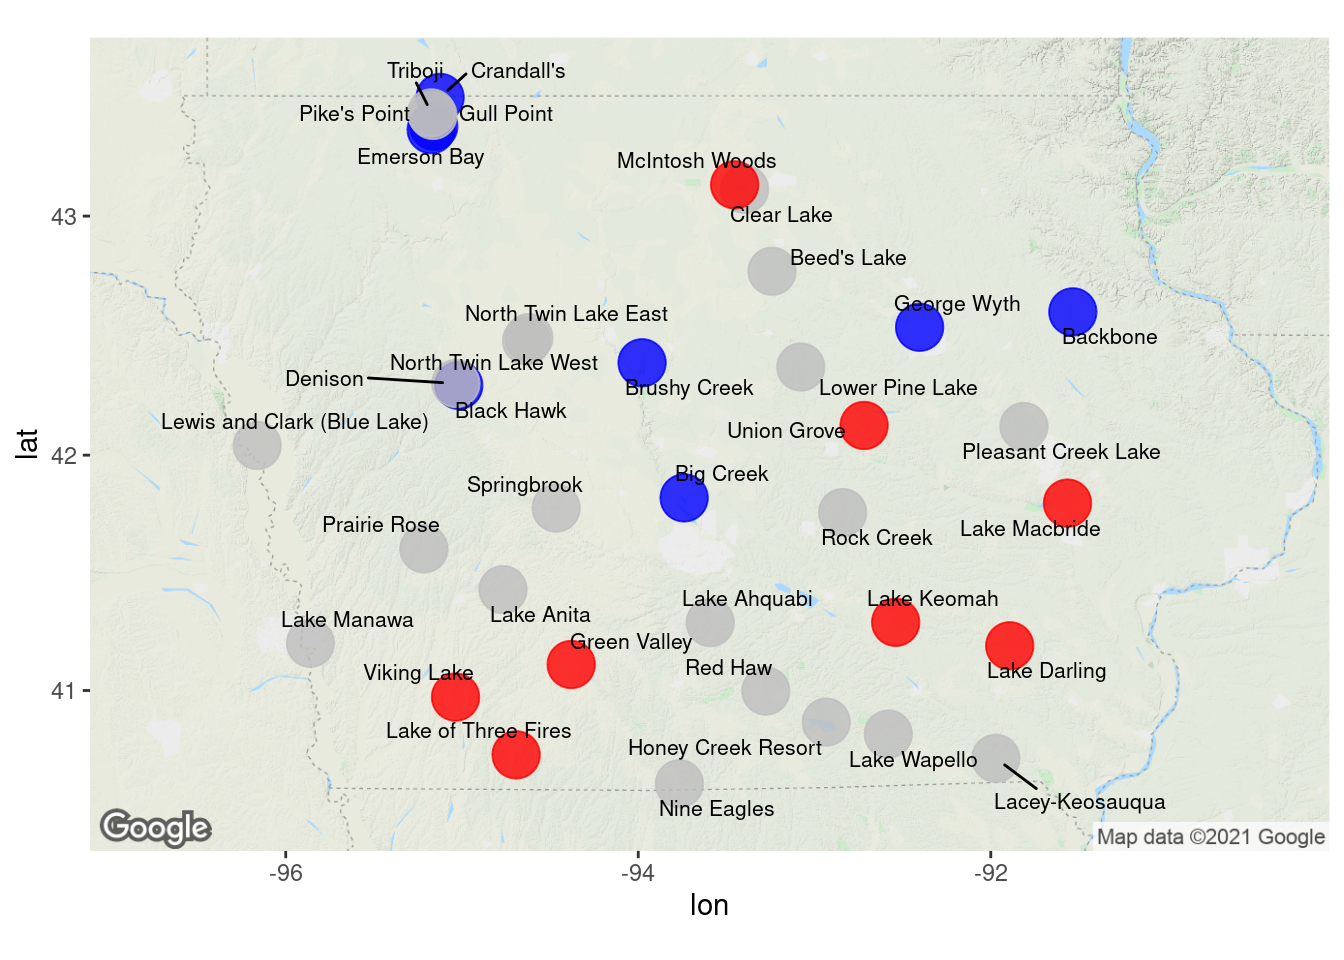 Triboji
Crandall's
Pike's Point
Gull Point
Emerson Bay
McIntosh Woods
43
Clear Lake
Beed's Lake
George Wyth
North Twin Lake East
Backbone
North Twin Lake West
Denison
Brushy Creek
Lower Pine Lake
Black Hawk
Lewis and Clark (Blue Lake)
Union Grove
lat
42
Pleasant Creek Lake
Big Creek
Springbrook
Prairie Rose
Lake Macbride
Rock Creek
Lake Ahquabi
Lake Keomah
Lake Anita
Lake Manawa
Green Valley
Red Haw
Lake Darling
Viking Lake
41
Lake of Three Fires
Honey Creek Resort
Lake Wapello
Lacey-Keosauqua
Nine Eagles
Google
Map data ©2021 Google
-96
-94
-92
lon